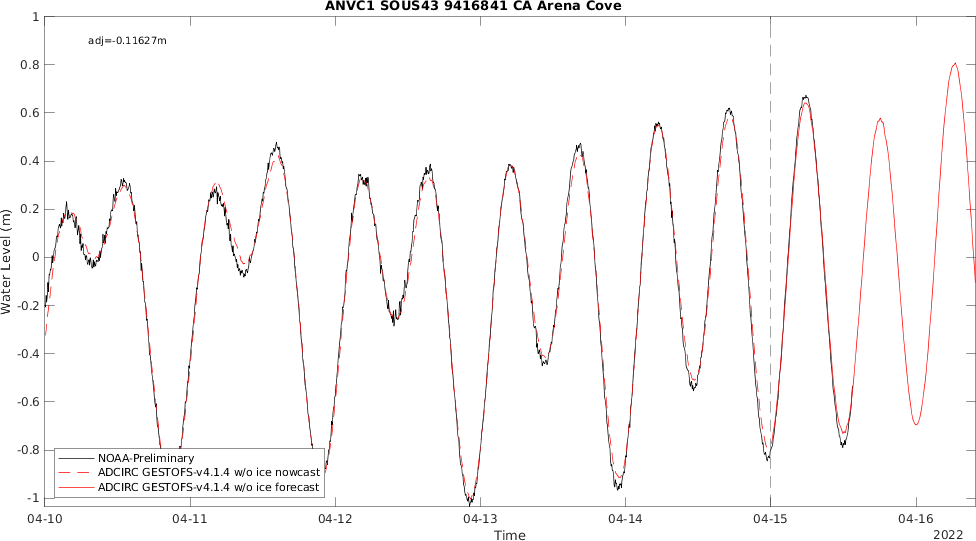 ANVC1 SOUS43 9416841 CA Arena Cove
adj=-0.11627m
Water Level (m)
1
0.8
0.6
0.4
0.2
0
-0.2
-0.4
-0.6
-0.8
-1
NOAA-Preliminary
ADCIRC GESTOFS-v4.1.4 w/o ice nowcast
ADCIRC GESTOFS-v4.1.4 w/o ice forecast
04-10 04-11 04-12 04-13 04-14 04-15 04-16
Time
2022